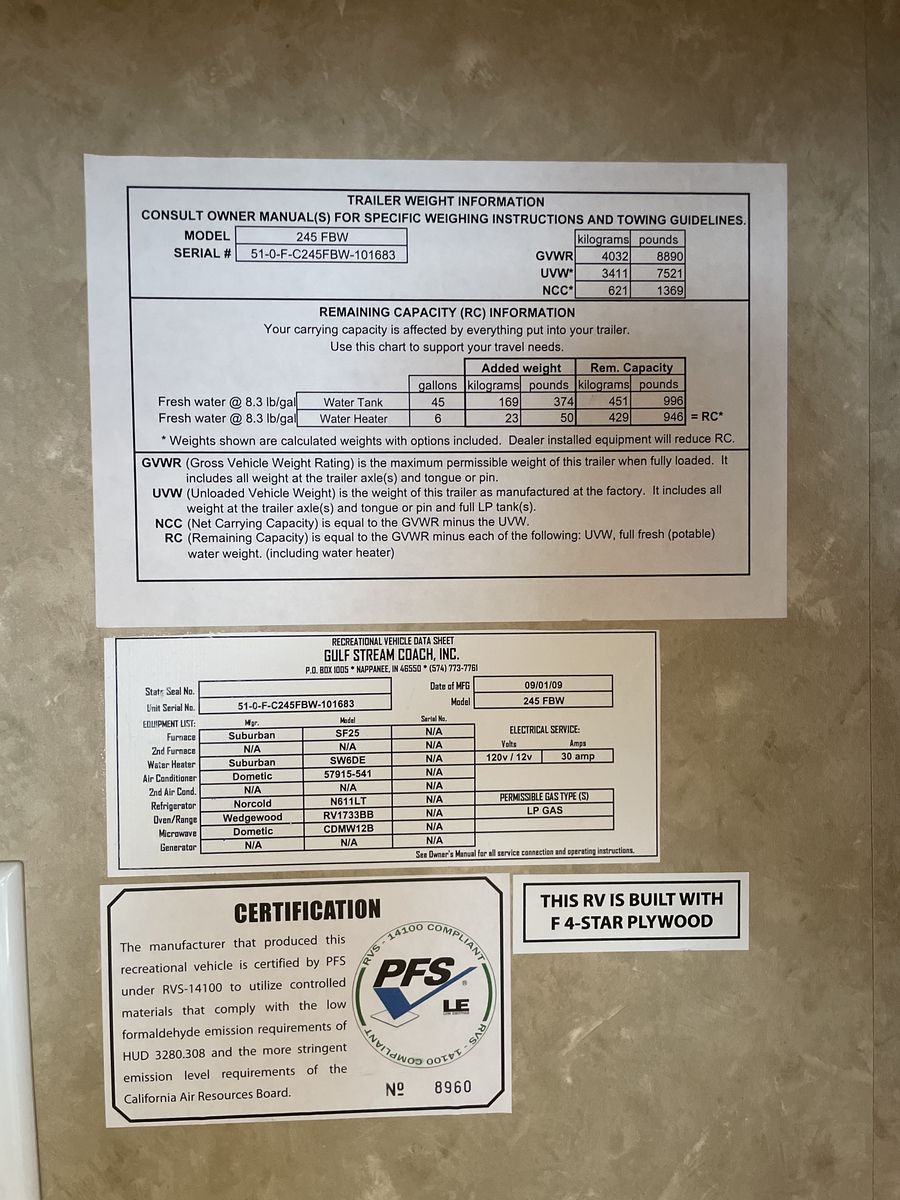 TRAILER WEIGHT INFORMATION
CONSULT OWNER MANUAL(S) FOR SPECIFIC WEIGHING INSTRUCTIONS AND TOWING GUIDELINES.
MODEL 245 FBW
SERIAL # 51-0-F-C245FBW-101683
kilograms pounds
GVWR 4032 8890
UVW* 3411 7521
NCC* 621 1369
REMAINING CAPACITY (RC) INFORMATION
Your carrying capacity is affected by everything put into your trailer.
Use this chart to support your travel needs.
Added weight Rem. Capacity
gallons kilograms pounds kilograms pounds
Fresh water @ 8.3 lb/gal Water Tank 45 169 374 451 996
Fresh water @ 8.3 lb/gal Water Heater 6 23 50 429 946 = RC*
* Weights shown are calculated weights with options included. Dealer installed equipment will reduce RC.
GVWR (Gross Vehicle Weight Rating) is the maximum permissible weight of this trailer when fully loaded. It
includes all weight at the trailer axle(s) and tongue or pin.
UVW (Unloaded Vehicle Weight) is the weight of this trailer as manufactured at the factory. It includes all
weight at the trailer axle(s) and tongue or pin and full LP tank(s).
NCC (Net Carrying Capacity) is equal to the GVWR minus the UVW.
RC (Remaining Capacity) is equal to the GVWR minus each of the following: UVW, full fresh (potable)
water weight. (including water heater)
RECREATIONAL VEHICLE DATA SHEET
GULF STREAM COACH, INC.
P.O. BOX 1005 * NAPPANEE, IN 46550 * (574) 773-7761
State Seal No.
Unit Serial No. 51-0-F-C245FBW-101683
Date of MFG 09/01/09
Model 245 FBW
EQUIPMENT LIST: Mfgr. Model Serial No.
Furnace Suburban SF25 N/A
2nd Furnace N/A N/A N/A
Water Heater Suburban SW6DE N/A
Air Conditioner Dometic 57915-541 N/A
2nd Air Cond. N/A N/A N/A
Refrigerator Norcold N611LT N/A
Oven/Range Wedgewood RV1733BB N/A
Microwave Dometic CDMW12B N/A
Generator N/A N/A N/A
ELECTRICAL SERVICE:
Volts Amps
120v / 12v 30 amp
PERMISSIBLE GAS TYPE (S)
LP GAS
See Owner's Manual for all service connection and operating instructions.
CERTIFICATION
The manufacturer that produced this
recreational vehicle is certified by PFS
under RVS-14100 to utilize controlled
materials that comply with the low
formaldehyde emission requirements of
HUD 3280.308 and the more stringent
emission level requirements of the
California Air Resources Board.
RVS - 14100 COMPLIANT
PFS®
LE
RVS - 14100 COMPLIANT
Nº 8960
THIS RV IS BUILT WITH
F 4-STAR PLYWOOD